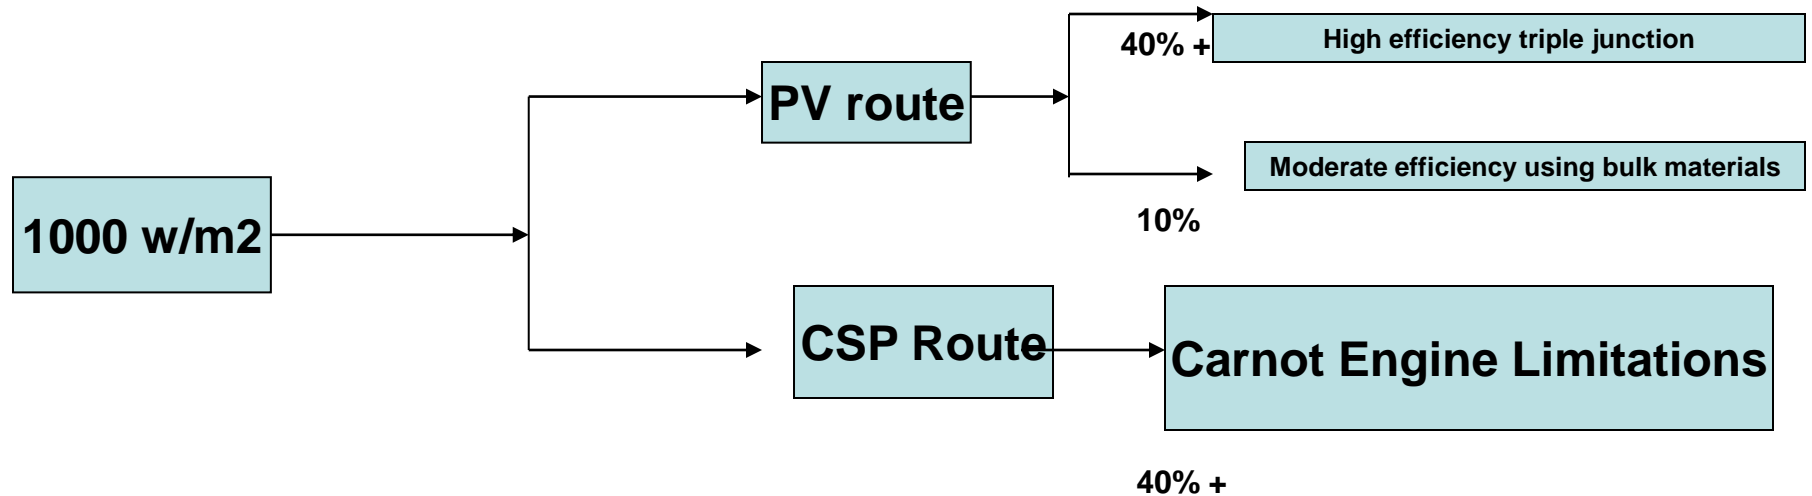 40% +
High efficiency triple junction
PV route
Moderate efficiency using bulk materials
10%
1000 w/m2
CSP Route
Carnot Engine Limitations
40% +